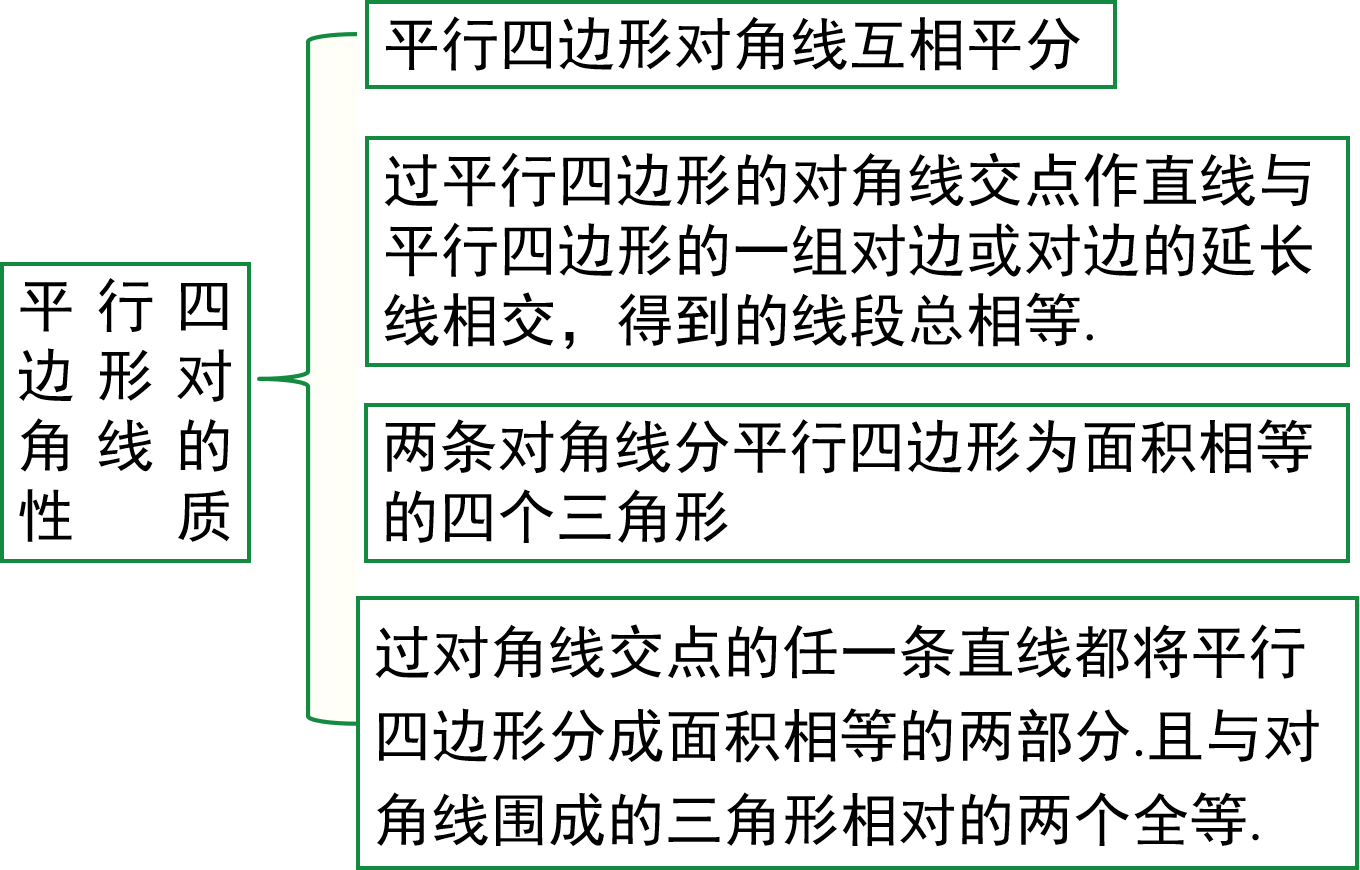 平行四边形对角线互相平分
过平行四边形的对角线交点作直线与
平行四边形的一组对边或对边的延长
线相交，得到的线段总相等.
平行四
边形对
角线的
性质
两条对角线分平行四边形为面积相等
的四个三角形
过对角线交点的任一条直线都将平行
四边形分成面积相等的两部分.且与对
角线围成的三角形相对的两个全等.